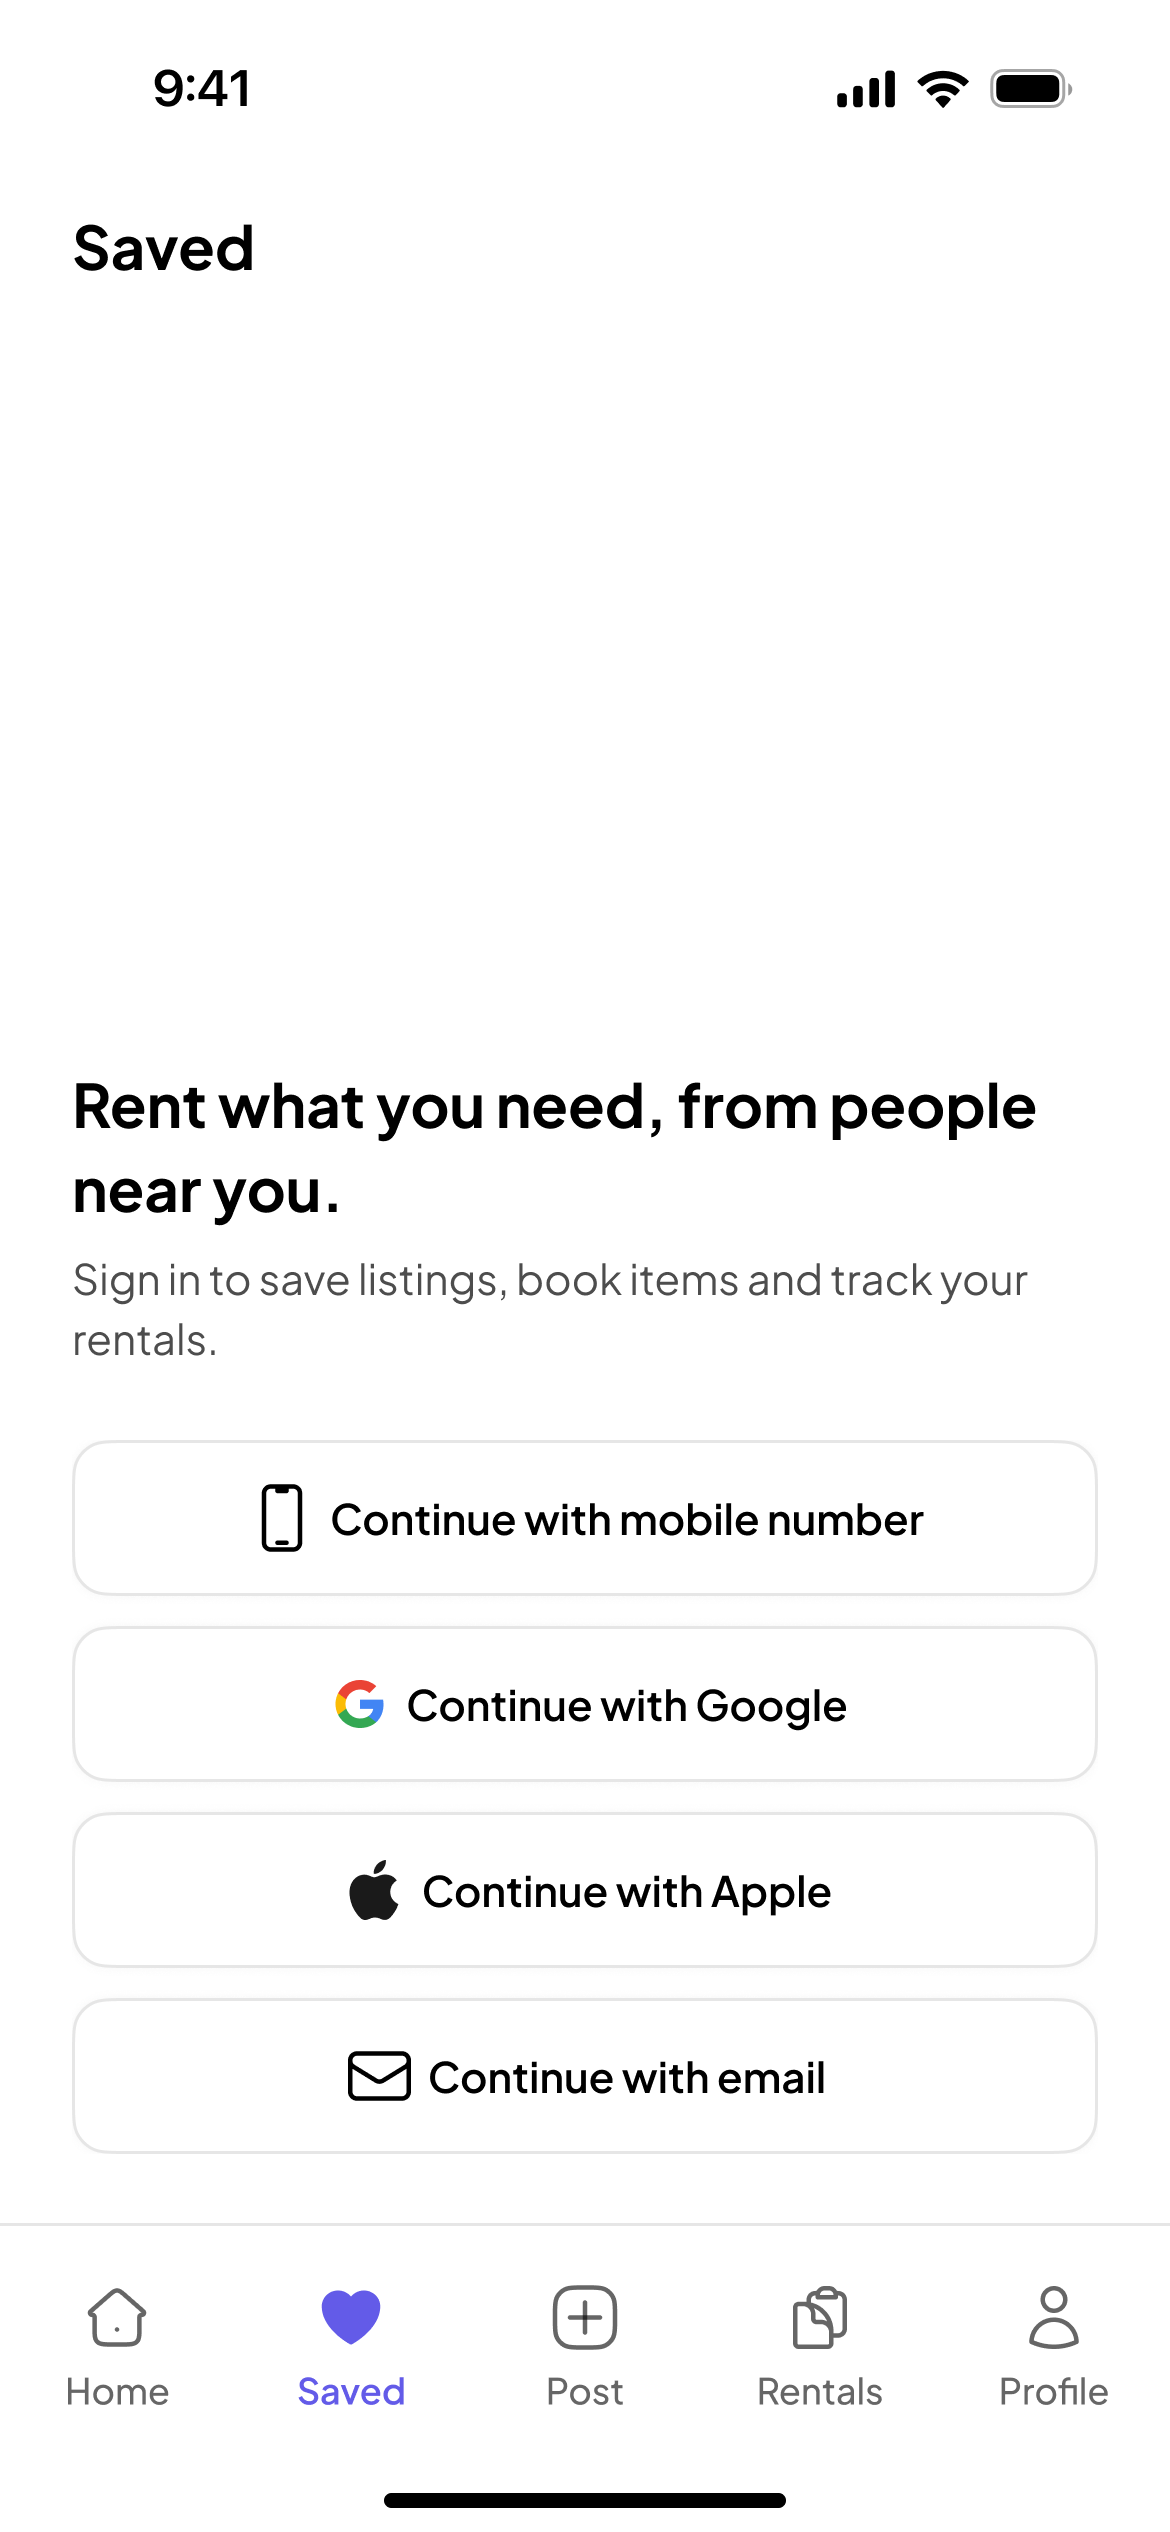 9:41
Saved
Rent what you need, from people
near you.
Sign in to save listings, book items and track your
rentals.
Continue with mobile number
Continue with Google
Continue with Apple
Continue with email
Home
Saved
Post
Rentals
Profile